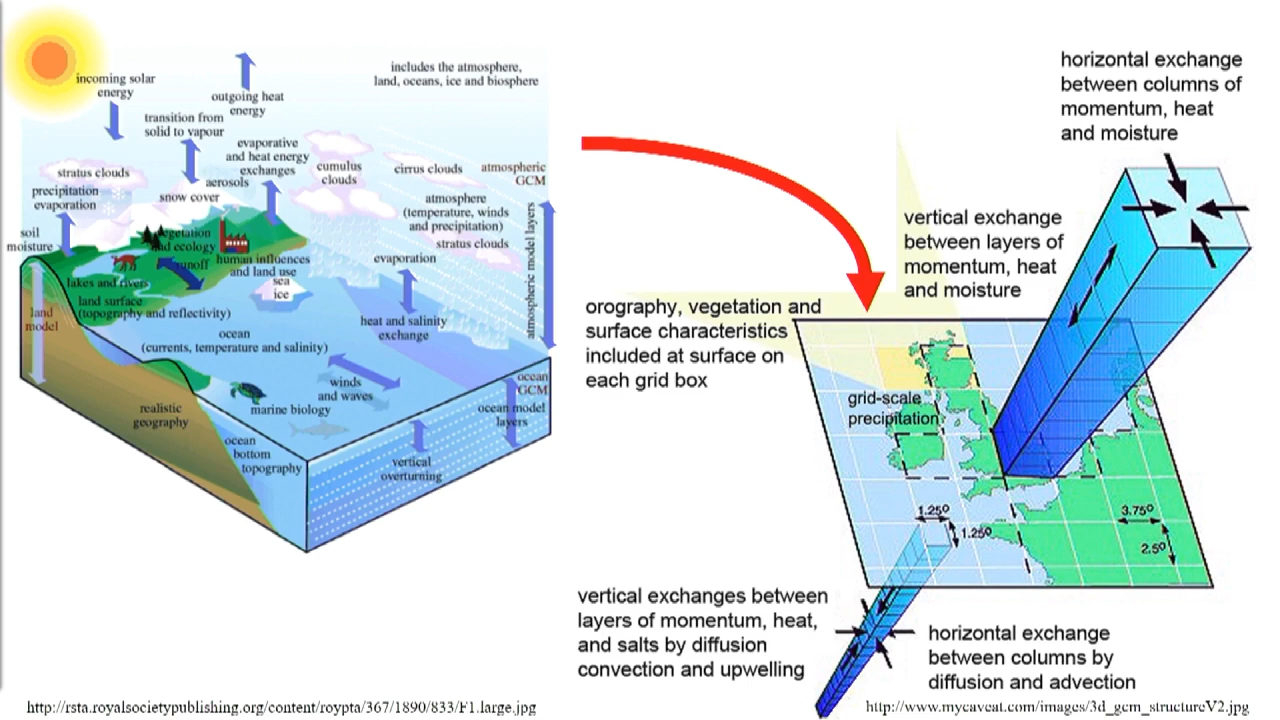 incoming solar
energy
outgoing heat
energy
includes the atmosphere,
land, oceans, ice and biosphere
transition from
solid to vapour
evaporative
and heat energy
exchanges
stratus clouds
cumulus
clouds
cirrus clouds
atmospheric
GCM
precipitation
evaporation
aerosols
snow cover
atmosphere
(temperature, winds
and precipitation)
stratus clouds
atmospheric model layers
soil
moisture
vegetation
and ecology
human influences
and land use
runoff
evaporation
lakes and rivers
sea
ice
land surface
(topography and reflectivity)
land
model
heat and salinity
exchange
ocean
(currents, temperature and salinity)
winds
and waves
ocean
GCM
realistic
geography
marine biology
ocean model
layers
ocean
bottom
topography
vertical
overturning
horizontal exchange
between columns of
momentum, heat
and moisture
vertical exchange
between layers of
momentum, heat
and moisture
orography, vegetation and
surface characteristics
included at surface on
each grid box
grid-scale
precipitation
1.25º
1.25º
3.75º
2.5º
vertical exchanges between
layers of momentum, heat,
and salts by diffusion
convection and upwelling
horizontal exchange
between columns by
diffusion and advection
http://rsta.royalsocietypublishing.org/content/roypta/367/1890/833/F1.large.jpg
http://www.mycaveat.com/images/3d_gcm_structureV2.jpg